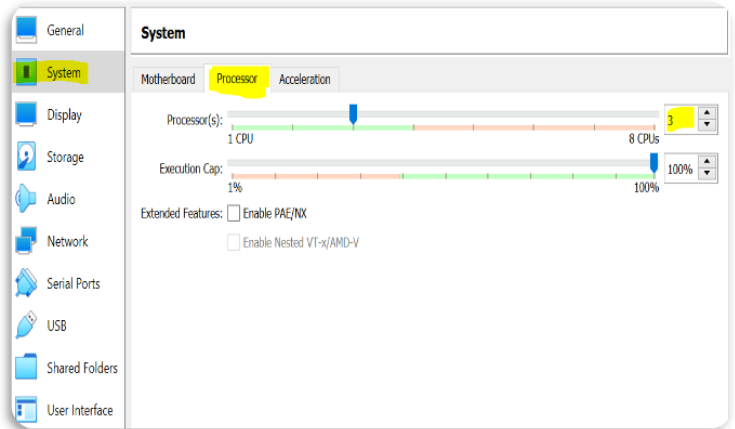 General
System
Display
Storage
Audio
Network
Serial Ports
USB
Shared Folders
User Interface
System
Motherboard Processor Acceleration
Processor(s): 3
1 CPU 8 CPUs
Execution Cap: 100%
1% 100%
Extended Features: Enable PAE/NX
Enable Nested VT-x/AMD-V